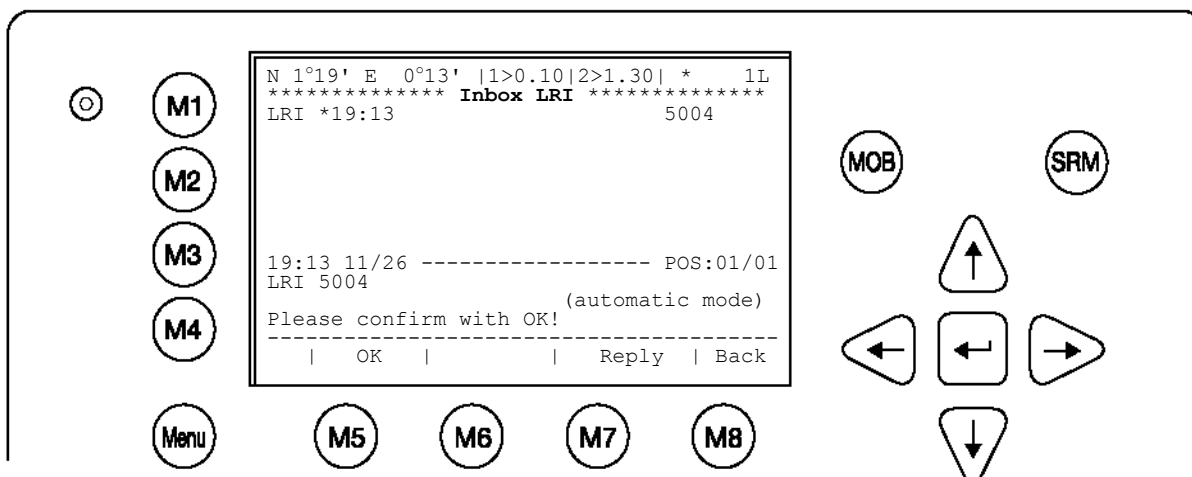 N 1°19' E  0°13' |1>0.10|2>1.30| *    1L
************** Inbox LRI **************
LRI *19:13                     5004
19:13 11/26 ------------------ POS:01/01
LRI 5004
(automatic mode)
Please confirm with OK!
----------------------------------------
|   OK   |         |   Reply  | Back
M1
M2
M3
M4
MOB
SRM
Menu
M5
M6
M7
M8